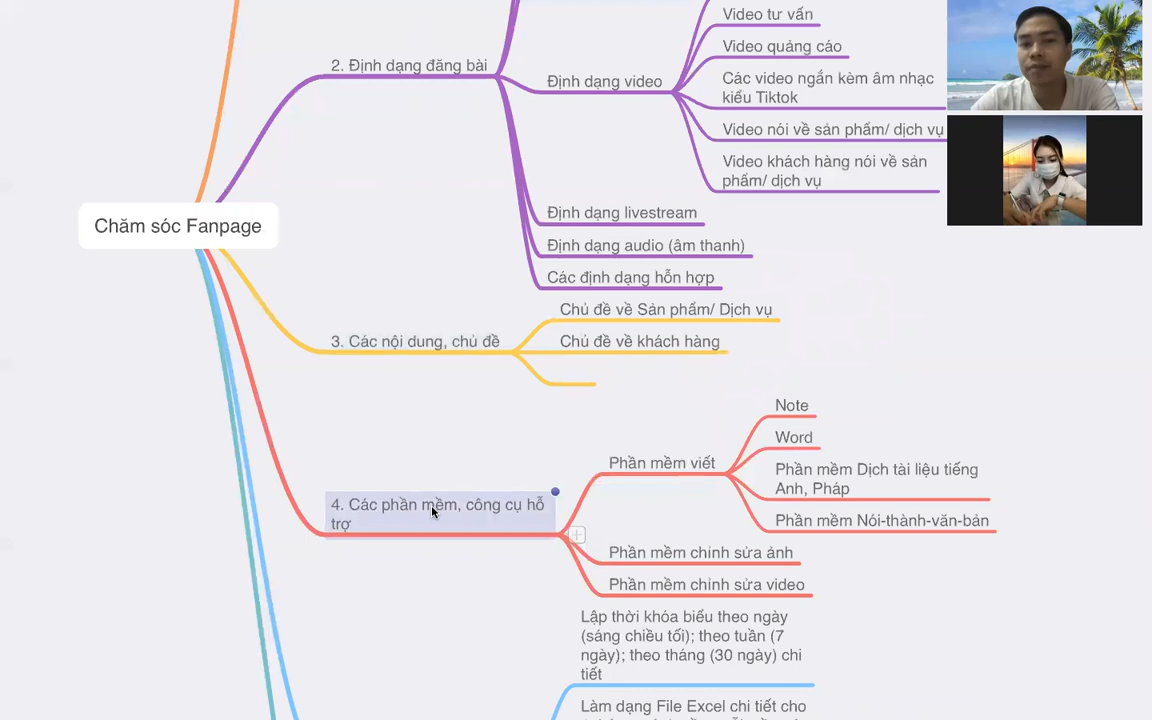 Video tư vấn
2. Định dạng đăng bài
Video quảng cáo
Định dạng video
Các video ngắn kèm âm nhạc
kiểu Tiktok
Video nói về sản phẩm/ dịch vụ
Video khách hàng nói về sản
phẩm/ dịch vụ
Định dạng livestream
Chăm sóc Fanpage
Định dạng audio (âm thanh)
Các định dạng hỗn hợp
Chủ đề về Sản phẩm/ Dịch vụ
3. Các nội dung, chủ đề
Chủ đề về khách hàng
Note
Word
Phần mềm viết
Phần mềm Dịch tài liệu tiếng
Anh, Pháp
4. Các phần mềm, công cụ hỗ
trợ
Phần mềm Nói-thành-văn-bản
Phần mềm chỉnh sửa ảnh
Phần mềm chỉnh sửa video
Lập thời khóa biểu theo ngày
(sáng chiều tối); theo tuần (7
ngày); theo tháng (30 ngày) chi
tiết
Làm dạng File Excel chi tiết cho